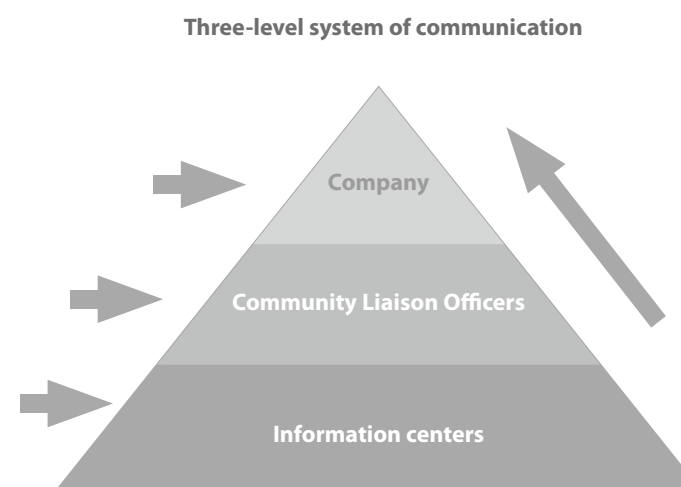 Three-level system of communication
Company
Community Liaison Officers
Information centers